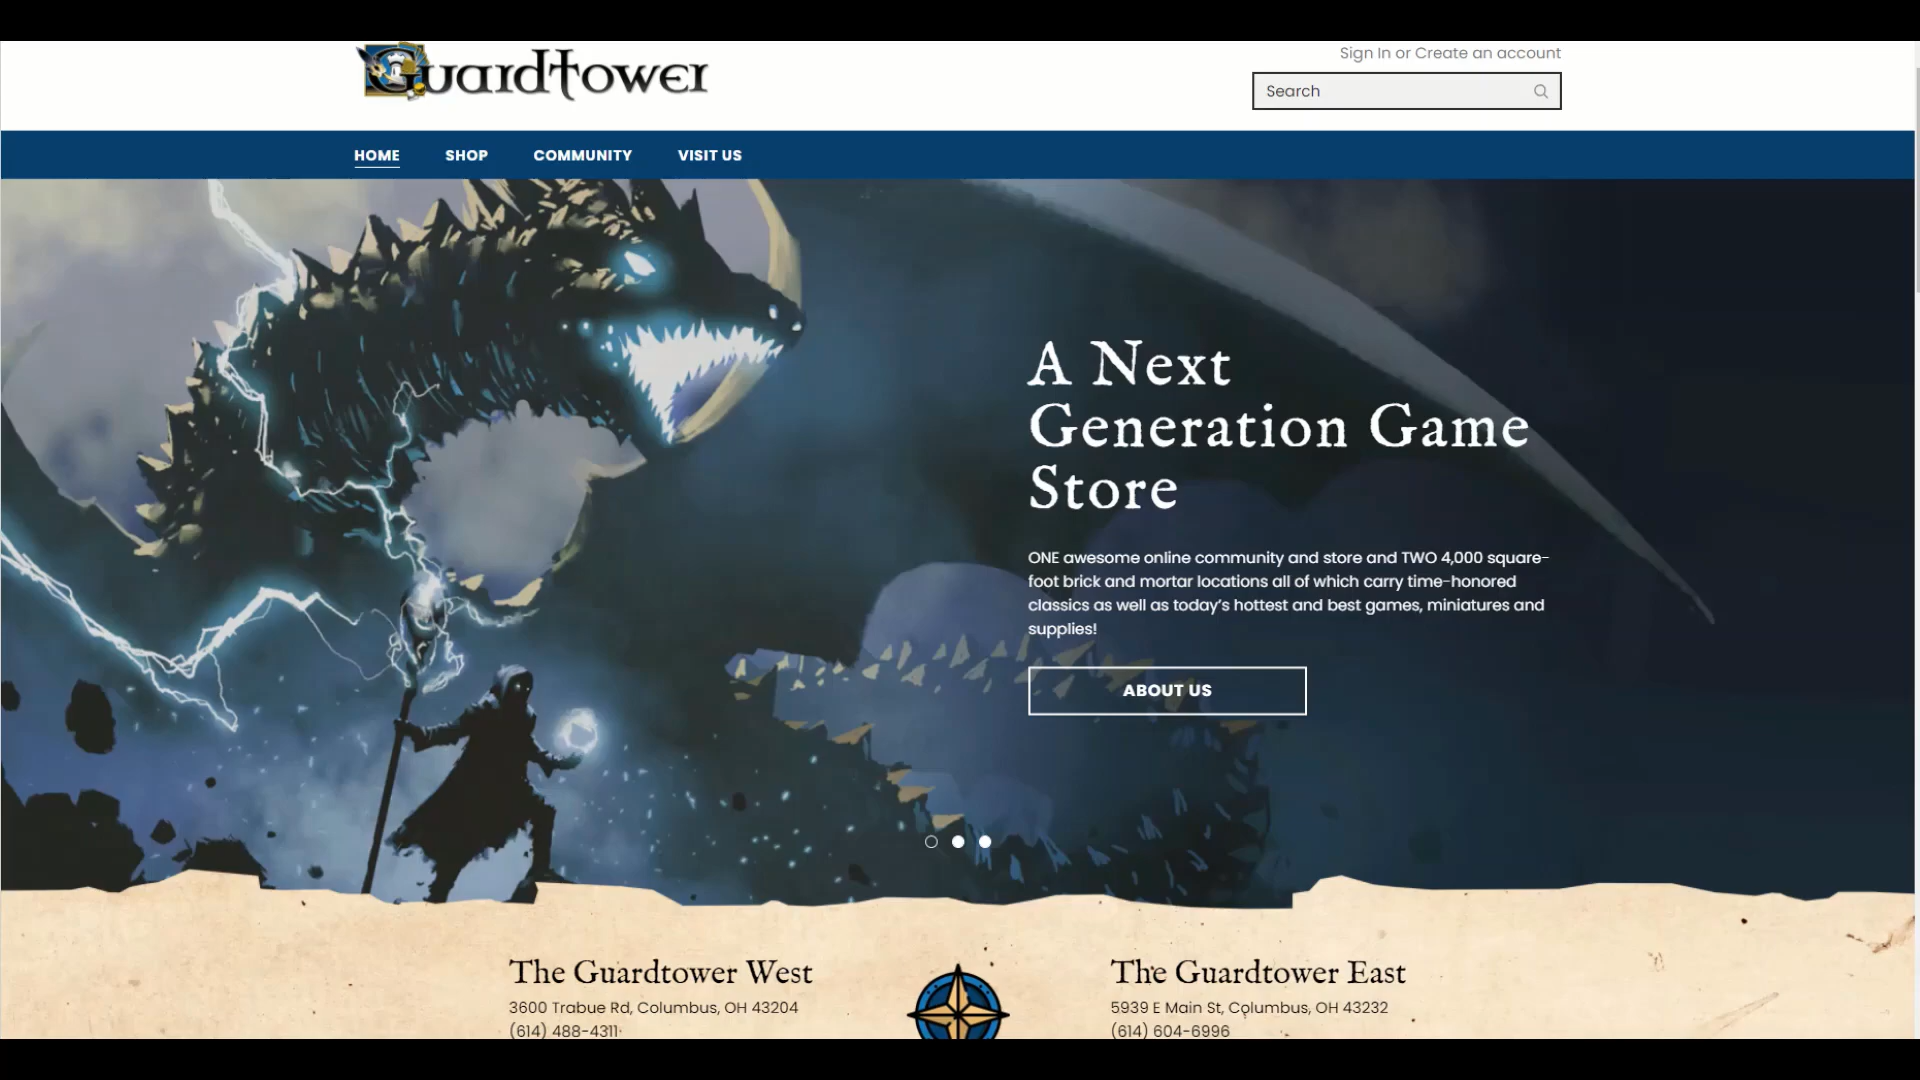 Guardtower
Sign In or Create an account
Search
HOME
SHOP
COMMUNITY
VISIT US
A Next
Generation Game
Store
ONE awesome online community and store and TWO 4,000 square-
foot brick and mortar locations all of which carry time-honored
classics as well as today's hottest and best games, miniatures and
supplies!
ABOUT US
The Guardtower West
3600 Trabue Rd, Columbus, OH 43204
(614) 488-4311
The Guardtower East
5939 E Main St, Columbus, OH 43232
(614) 604-6996